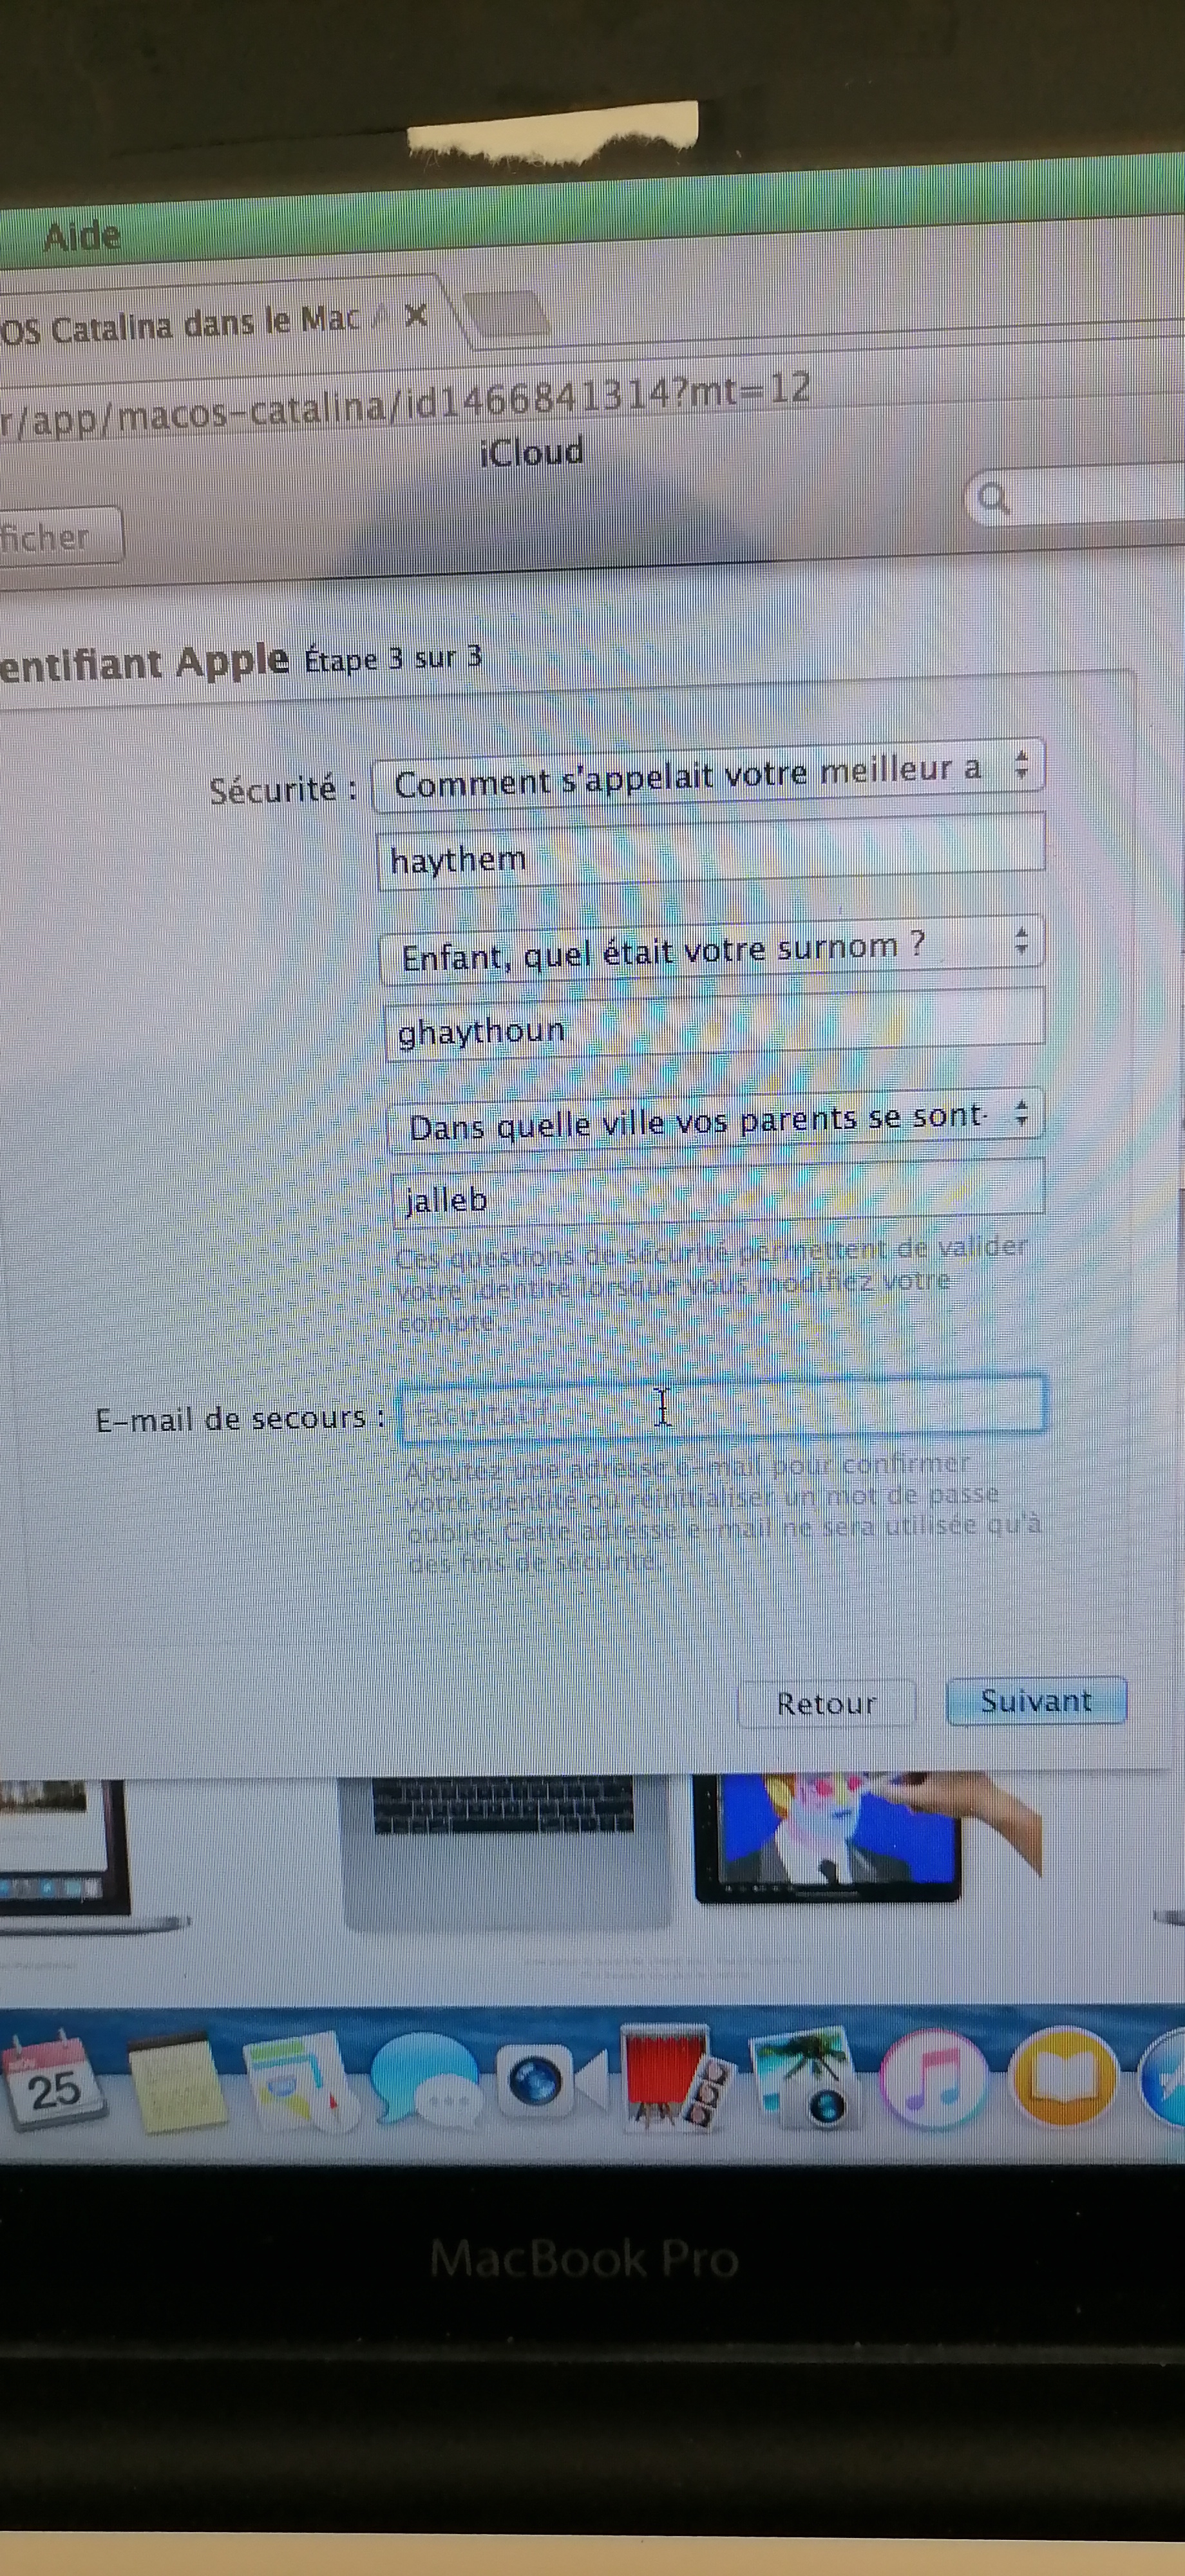 Aide
OS Catalina dans le Mac A
r/app/macos-catalina/id1466841314?mt=12
iCloud
ficher
entifiant Apple Étape 3 sur 3
Sécurité : Comment s'appelait votre meilleur a
haythem
Enfant, quel était votre surnom ?
ghaythoun
Dans quelle ville vos parents se sont-
jalleb
Ces questions de sécurité permettent de valider
votre identité lorsque vous modifiez votre
compte.
E-mail de secours : facultatif
Ajoutez une adresse e-mail pour confirmer
votre identité ou réinitialiser un mot de passe
oublié. Cette adresse e-mail ne sera utilisée qu'à
des fins de sécurité.
Retour Suivant
25
MacBook Pro